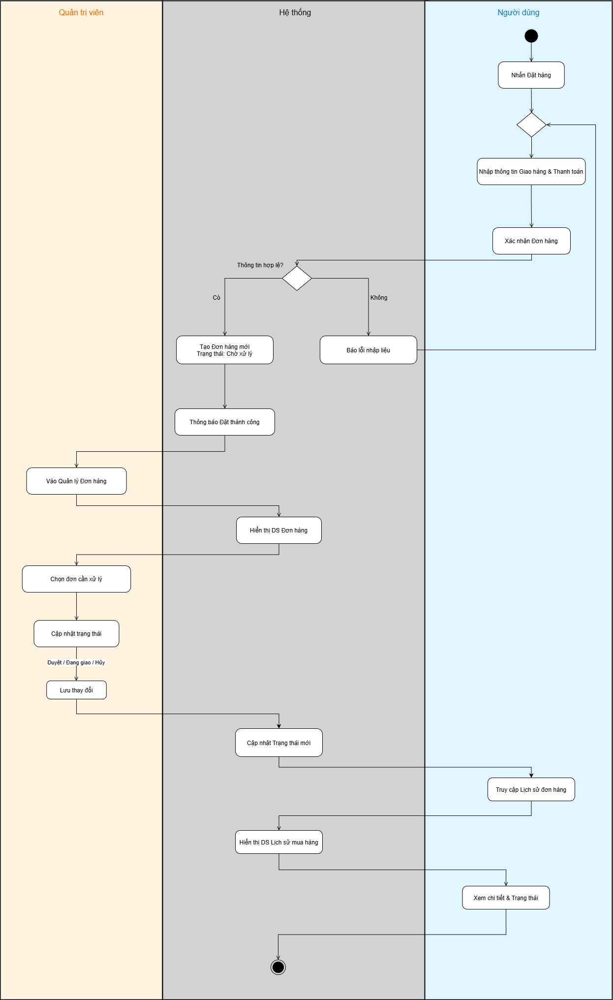 Quản trị viên
Hệ thống
Người dùng
Nhấn Đặt hàng
Nhập thông tin Giao hàng & Thanh toán
Xác nhận Đơn hàng
Thông tin hợp lệ?
Có
Không
Tạo Đơn hàng mới
Trạng thái: Chờ xử lý
Báo lỗi nhập liệu
Thông báo Đặt thành công
Vào Quản lý Đơn hàng
Hiển thị DS Đơn hàng
Chọn đơn cần xử lý
Cập nhật trạng thái
Duyệt / Đang giao / Hủy
Lưu thay đổi
Cập nhật Trạng thái mới
Truy cập Lịch sử đơn hàng
Hiển thị DS Lịch sử mua hàng
Xem chi tiết & Trạng thái